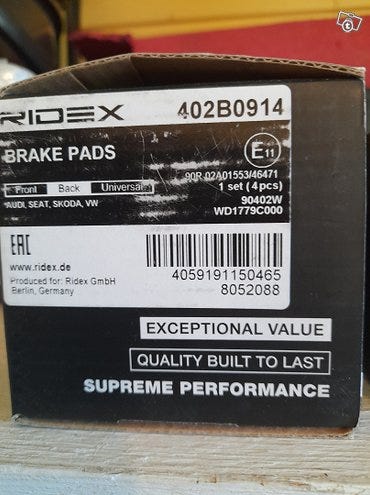 RIDEX 402B0914
BRAKE PADS E11
90R 02A01553/46471
Front Back Universal 1 set (4pcs)
AUDI, SEAT, SKODA, VW 90402W
WD1779C000
EAC
www.ridex.de 4059191150465
Produced for: Ridex GmbH 8052088
Berlin, Germany
EXCEPTIONAL VALUE
QUALITY BUILT TO LAST
SUPREME PERFORMANCE